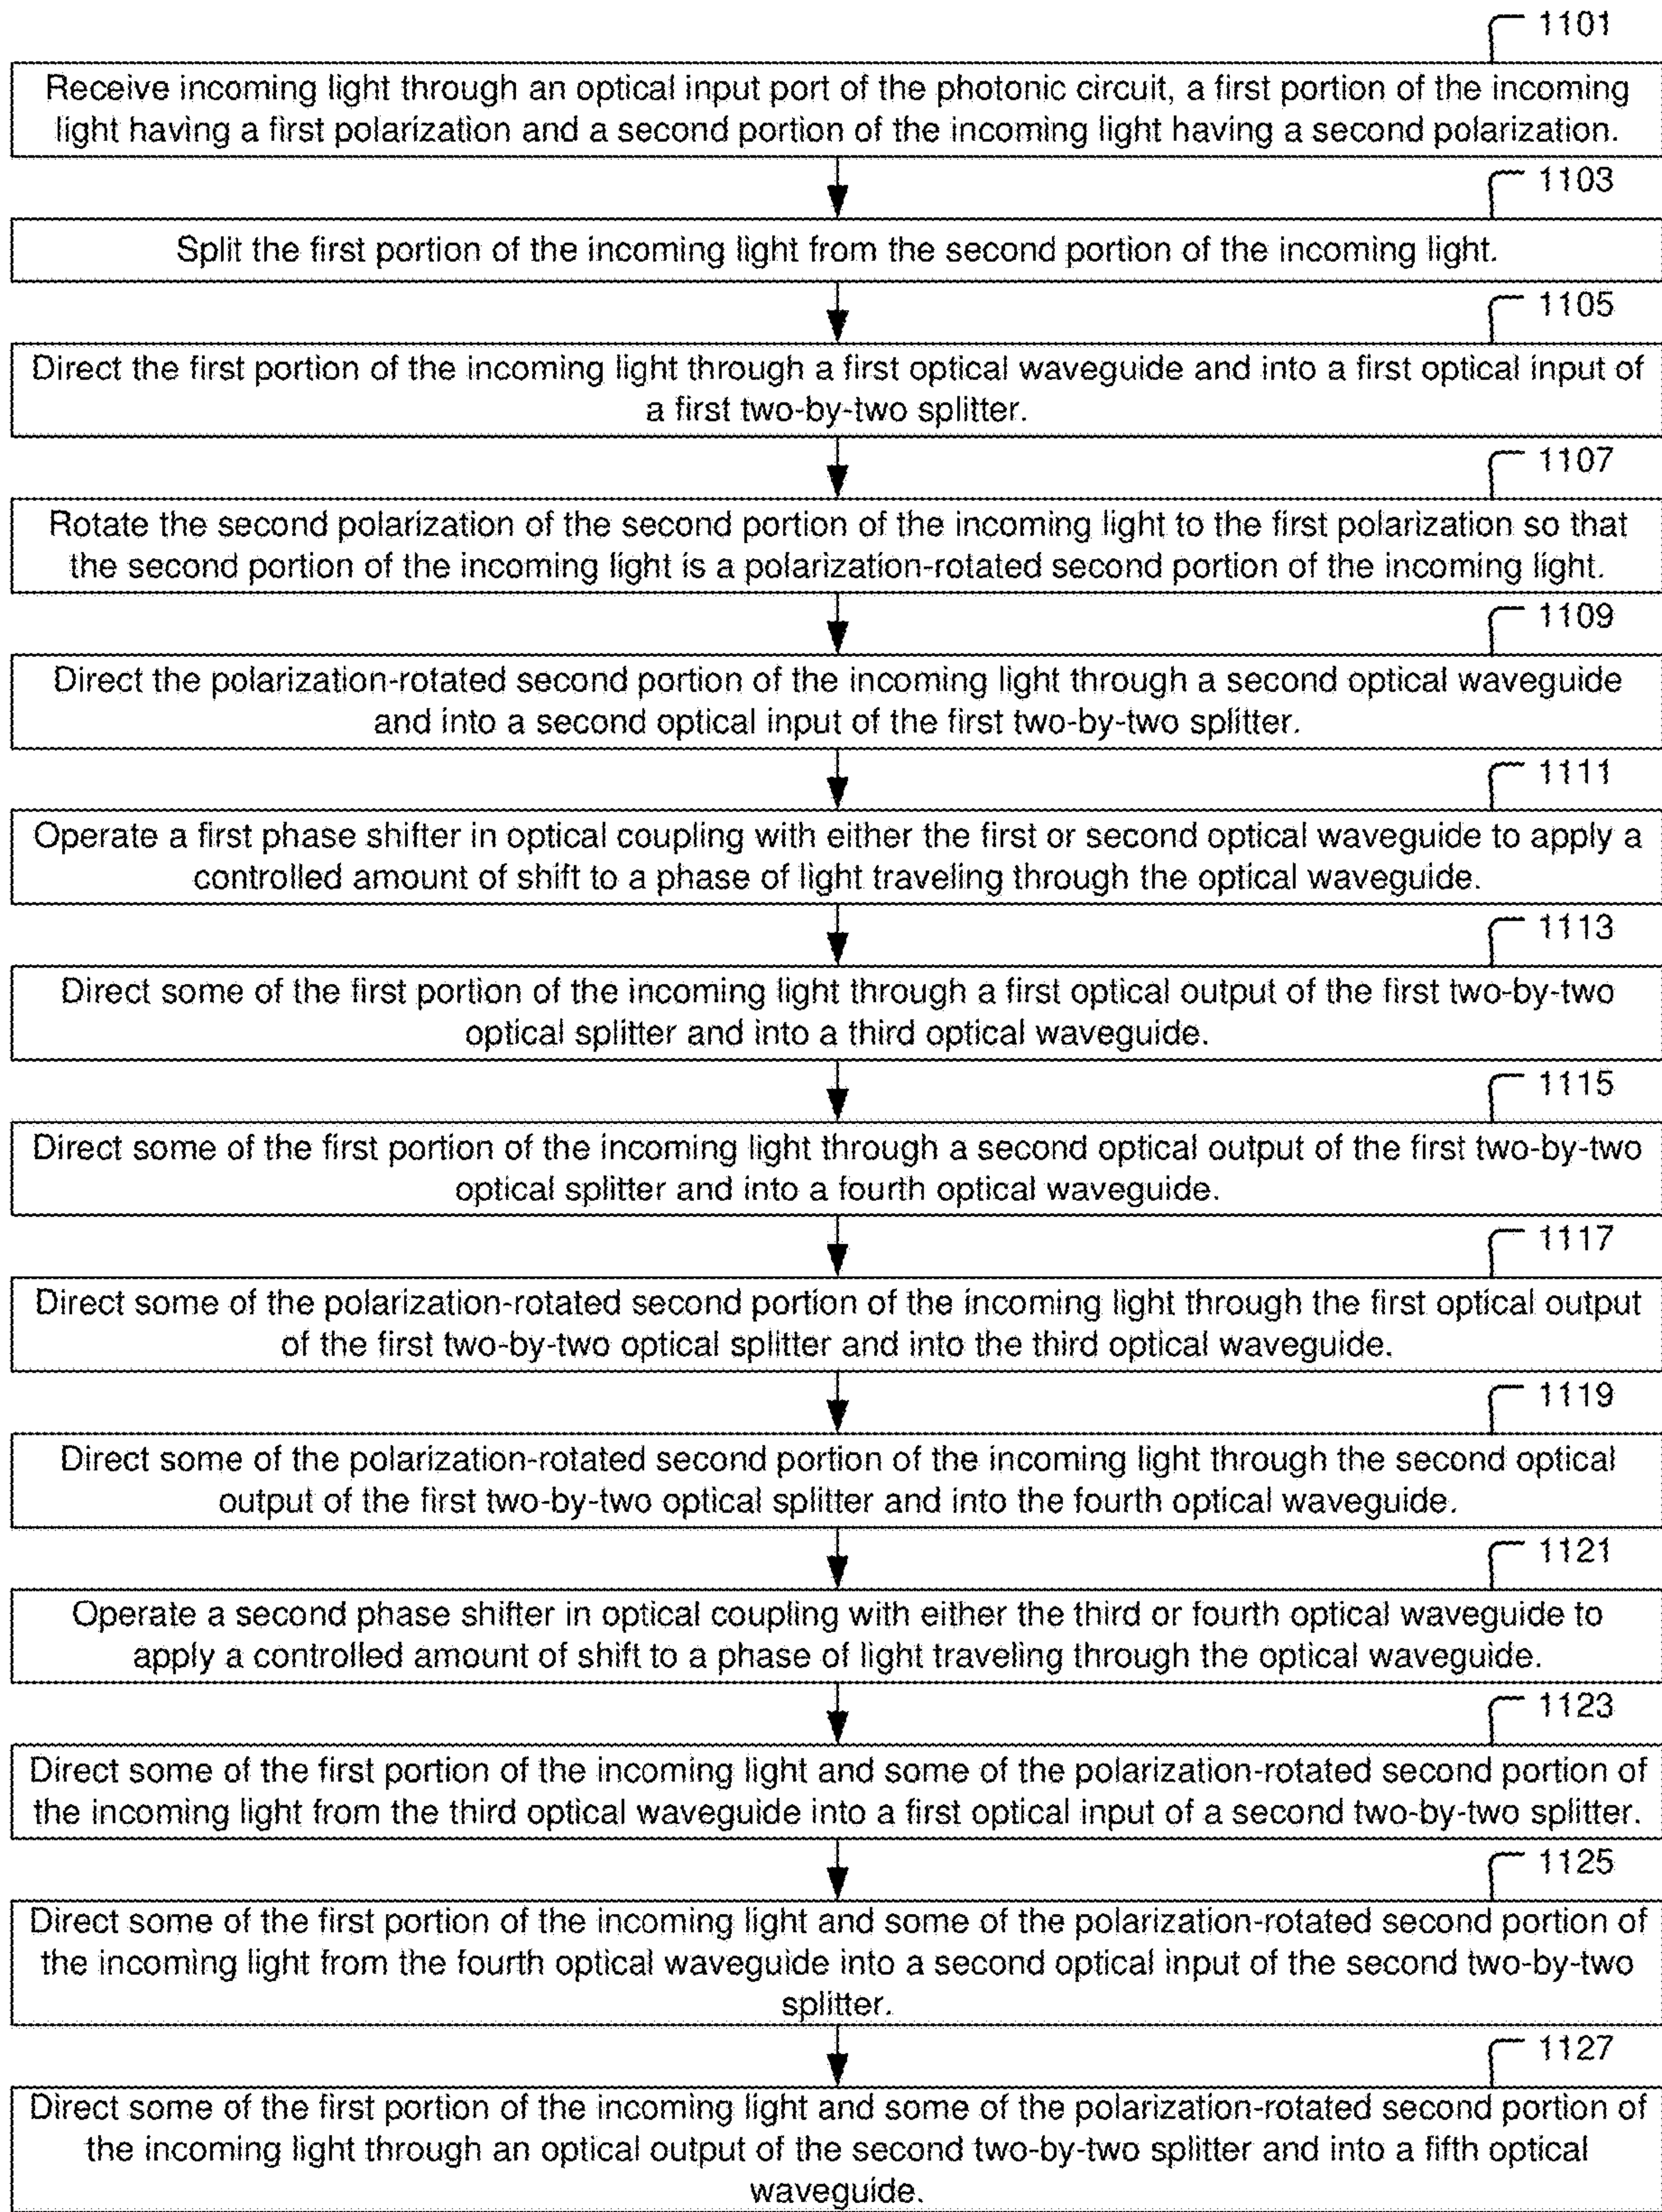 1101
Receive incoming light through an optical input port of the photonic circuit, a first portion of the incoming
light having a first polarization and a second portion of the incoming light having a second polarization.
1103
Split the first portion of the incoming light from the second portion of the incoming light.
1105
Direct the first portion of the incoming light through a first optical waveguide and into a first optical input of
a first two-by-two splitter.
1107
Rotate the second polarization of the second portion of the incoming light to the first polarization so that
the second portion of the incoming light is a polarization-rotated second portion of the incoming light.
1109
Direct the polarization-rotated second portion of the incoming light through a second optical waveguide
and into a second optical input of the first two-by-two splitter.
1111
Operate a first phase shifter in optical coupling with either the first or second optical waveguide to apply a
controlled amount of shift to a phase of light traveling through the optical waveguide.
1113
Direct some of the first portion of the incoming light through a first optical output of the first two-by-two
optical splitter and into a third optical waveguide.
1115
Direct some of the first portion of the incoming light through a second optical output of the first two-by-two
optical splitter and into a fourth optical waveguide.
1117
Direct some of the polarization-rotated second portion of the incoming light through the first optical output
of the first two-by-two optical splitter and into the third optical waveguide.
1119
Direct some of the polarization-rotated second portion of the incoming light through the second optical
output of the first two-by-two optical splitter and into the fourth optical waveguide.
1121
Operate a second phase shifter in optical coupling with either the third or fourth optical waveguide to
apply a controlled amount of shift to a phase of light traveling through the optical waveguide.
1123
Direct some of the first portion of the incoming light and some of the polarization-rotated second portion of
the incoming light from the third optical waveguide into a first optical input of a second two-by-two splitter.
1125
Direct some of the first portion of the incoming light and some of the polarization-rotated second portion of
the incoming light from the fourth optical waveguide into a second optical input of the second two-by-two
splitter.
1127
Direct some of the first portion of the incoming light and some of the polarization-rotated second portion of
the incoming light through an optical output of the second two-by-two splitter and into a fifth optical
waveguide.